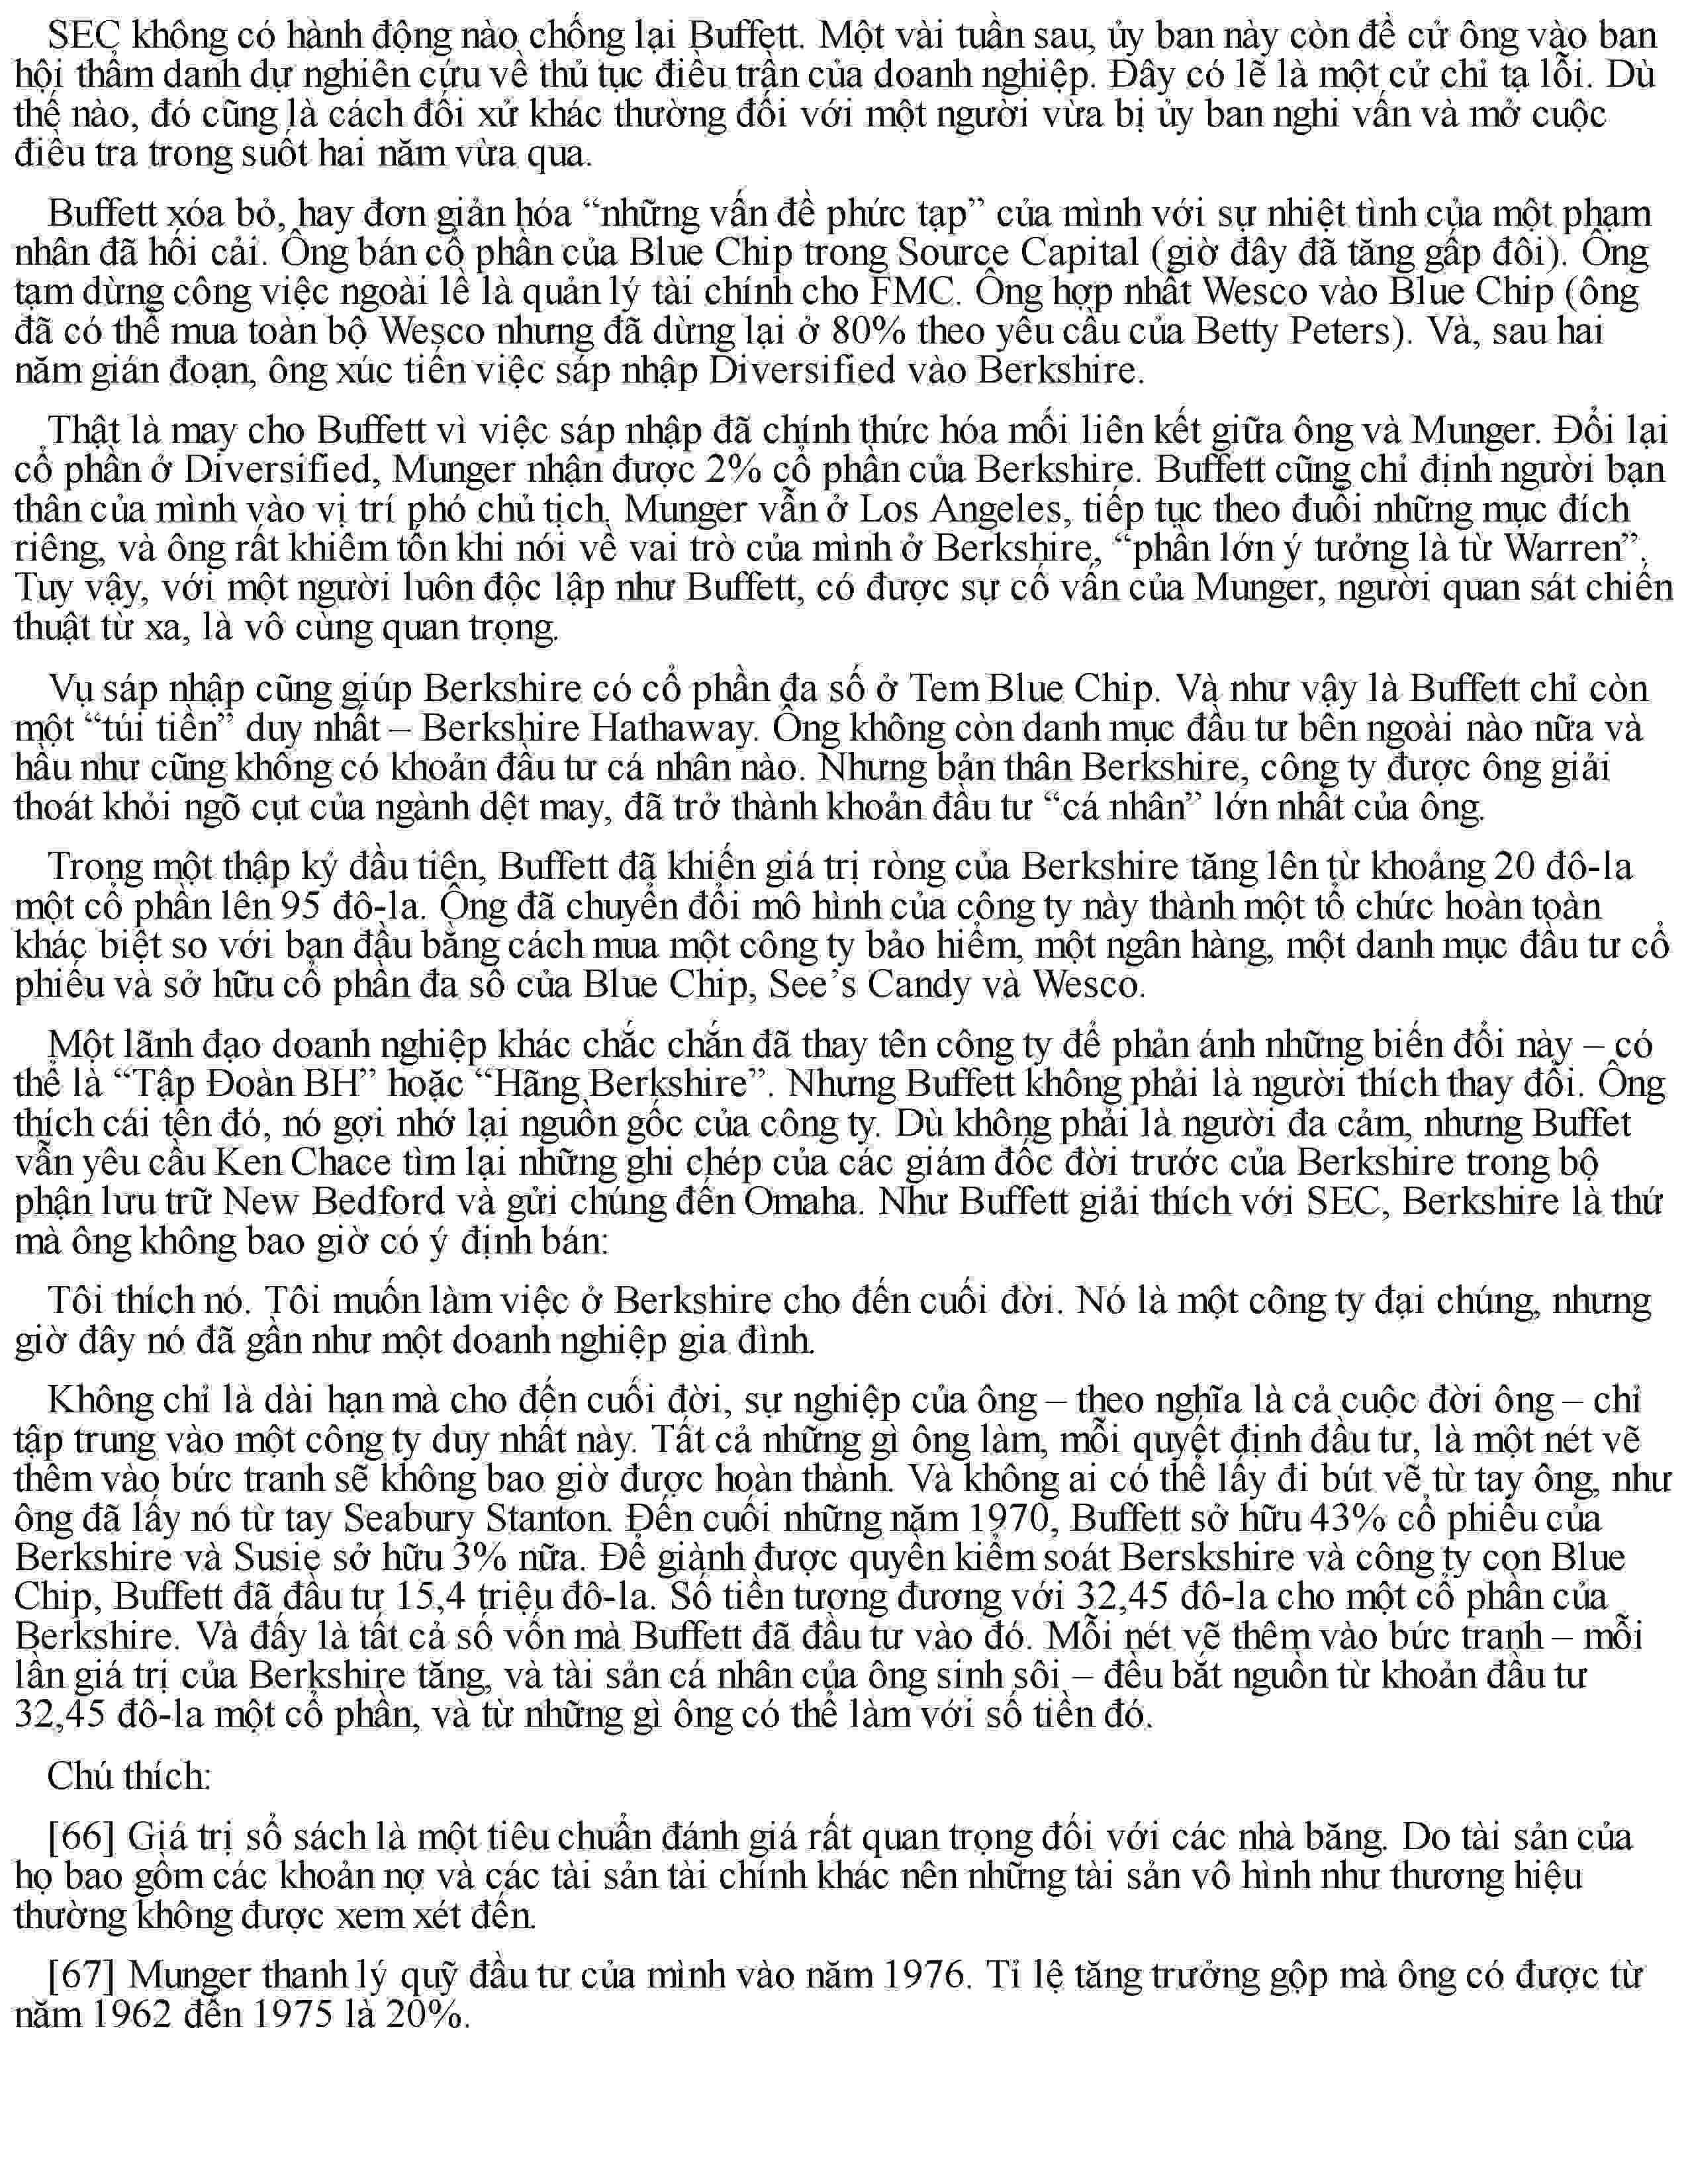 SEC không có hành động nào chống lại Buffett. Một vài tuần sau, ủy ban này còn đề cử ông vào ban
hội thẩm danh dự nghiên cứu về thủ tục điều trần của doanh nghiệp. Đây có lẽ là một cử chỉ tạ lỗi. Dù
thế nào, đó cũng là cách đối xử khác thường đối với một người vừa bị ủy ban nghi vấn và mở cuộc
điều tra trong suốt hai năm vừa qua.
Buffett xóa bỏ, hay đơn giản hóa “những vấn đề phức tạp” của mình với sự nhiệt tình của một phạm
nhân đã hối cải. Ông bán cổ phần của Blue Chip trong Source Capital (giờ đây đã tăng gấp đôi). Ông
tạm dừng công việc ngoài lề là quản lý tài chính cho FMC. Ông hợp nhất Wesco vào Blue Chip (ông
đã có thể mua toàn bộ Wesco nhưng đã dừng lại ở 80% theo yêu cầu của Betty Peters). Và, sau hai
năm gián đoạn, ông xúc tiến việc sáp nhập Diversified vào Berkshire.
Thật là may cho Buffett vì việc sáp nhập đã chính thức hóa mối liên kết giữa ông và Munger. Đổi lại
cổ phần ở Diversified, Munger nhận được 2% cổ phần của Berkshire. Buffett cũng chỉ định người bạn
thân của mình vào vị trí phó chủ tịch. Munger vẫn ở Los Angeles, tiếp tục theo đuổi những mục đích
riêng, và ông rất khiêm tốn khi nói về vai trò của mình ở Berkshire, “phần lớn ý tưởng là từ Warren”.
Tuy vậy, với một người luôn độc lập như Buffett, có được sự cố vấn của Munger, người quan sát chiến
thuật từ xa, là vô cùng quan trọng.
Vụ sáp nhập cũng giúp Berkshire có cổ phần đa số ở Tem Blue Chip. Và như vậy là Buffett chỉ còn
một “túi tiền” duy nhất – Berkshire Hathaway. Ông không còn danh mục đầu tư bên ngoài nào nữa và
hầu như cũng không có khoản đầu tư cá nhân nào. Nhưng bản thân Berkshire, công ty được ông giải
thoát khỏi ngõ cụt của ngành dệt may, đã trở thành khoản đầu tư “cá nhân” lớn nhất của ông.
Trong một thập kỷ đầu tiên, Buffett đã khiến giá trị ròng của Berkshire tăng lên từ khoảng 20 đô-la
một cổ phần lên 95 đô-la. Ông đã chuyển đổi mô hình của công ty này thành một tổ chức hoàn toàn
khác biệt so với ban đầu bằng cách mua một công ty bảo hiểm, một ngân hàng, một danh mục đầu tư cổ
phiếu và sở hữu cổ phần đa số của Blue Chip, See’s Candy và Wesco.
Một lãnh đạo doanh nghiệp khác chắc chắn đã thay tên công ty để phản ánh những biến đổi này – có
thể là “Tập Đoàn BH” hoặc “Hãng Berkshire”. Nhưng Buffett không phải là người thích thay đổi. Ông
thích cái tên đó, nó gợi nhớ lại nguồn gốc của công ty. Dù không phải là người đa cảm, nhưng Buffet
vẫn yêu cầu Ken Chace tìm lại những ghi chép của các giám đốc đời trước của Berkshire trong bộ
phận lưu trữ New Bedford và gửi chúng đến Omaha. Như Buffett giải thích với SEC, Berkshire là thứ
mà ông không bao giờ có ý định bán:
Tôi thích nó. Tôi muốn làm việc ở Berkshire cho đến cuối đời. Nó là một công ty đại chúng, nhưng
giờ đây nó đã gần như một doanh nghiệp gia đình.
Không chỉ là dài hạn mà cho đến cuối đời, sự nghiệp của ông – theo nghĩa là cả cuộc đời ông – chỉ
tập trung vào một công ty duy nhất này. Tất cả những gì ông làm, mỗi quyết định đầu tư, là một nét vẽ
thêm vào bức tranh sẽ không bao giờ được hoàn thành. Và không ai có thể lấy đi bút vẽ từ tay ông, như
ông đã lấy nó từ tay Seabury Stanton. Đến cuối những năm 1970, Buffett sở hữu 43% cổ phiếu của
Berkshire và Susie sở hữu 3% nữa. Để giành được quyền kiểm soát Berskshire và công ty con Blue
Chip, Buffett đã đầu tư 15,4 triệu đô-la. Số tiền tương đương với 32,45 đô-la cho một cổ phần của
Berkshire. Và đấy là tất cả số vốn mà Buffett đã đầu tư vào đó. Mỗi nét vẽ thêm vào bức tranh – mỗi
lần giá trị của Berkshire tăng, và tài sản cá nhân của ông sinh sôi – đều bắt nguồn từ khoản đầu tư
32,45 đô-la một cổ phần, và từ những gì ông có thể làm với số tiền đó.
Chú thích:
[66] Giá trị sổ sách là một tiêu chuẩn đánh giá rất quan trọng đối với các nhà băng. Do tài sản của
họ bao gồm các khoản nợ và các tài sản tài chính khác nên những tài sản vô hình như thương hiệu
thường không được xem xét đến.
[67] Munger thanh lý quỹ đầu tư của mình vào năm 1976. Tỉ lệ tăng trưởng gộp mà ông có được từ
năm 1962 đến 1975 là 20%.